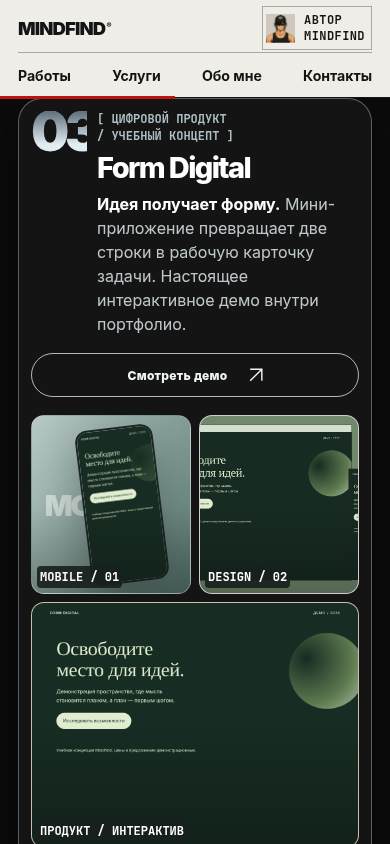 MINDFIND®
АВТОР
MINDFIND
Работы
Услуги
Обо мне
Контакты
03
[ ЦИФРОВОЙ ПРОДУКТ
/ УЧЕБНЫЙ КОНЦЕПТ ]
Form Digital
Идея получает форму. Мини-
приложение превращает две
строки в рабочую карточку
задачи. Настоящее
интерактивное демо внутри
портфолио.
Смотреть демо
Освободите
место для идей.
MOBILE / 01
место для идей.
DESIGN / 02
FORM DIGITAL
Освободите
место для идей.
Демонстрация пространства, где мысль
становится планом, а план — первым шагом.
Исследовать возможности
ПРОДУКТ / ИНТЕРАКТИВ